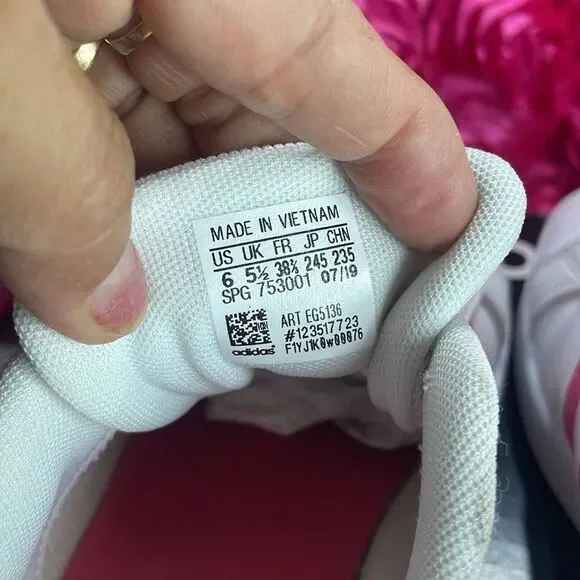 MADE IN VIETNAM
US UK FR JP CHN
6 5½ 38⅔ 245 235
SPG 753001 07/19
ART EG5136
#123517723
F1YJ1K0w00076
adidas